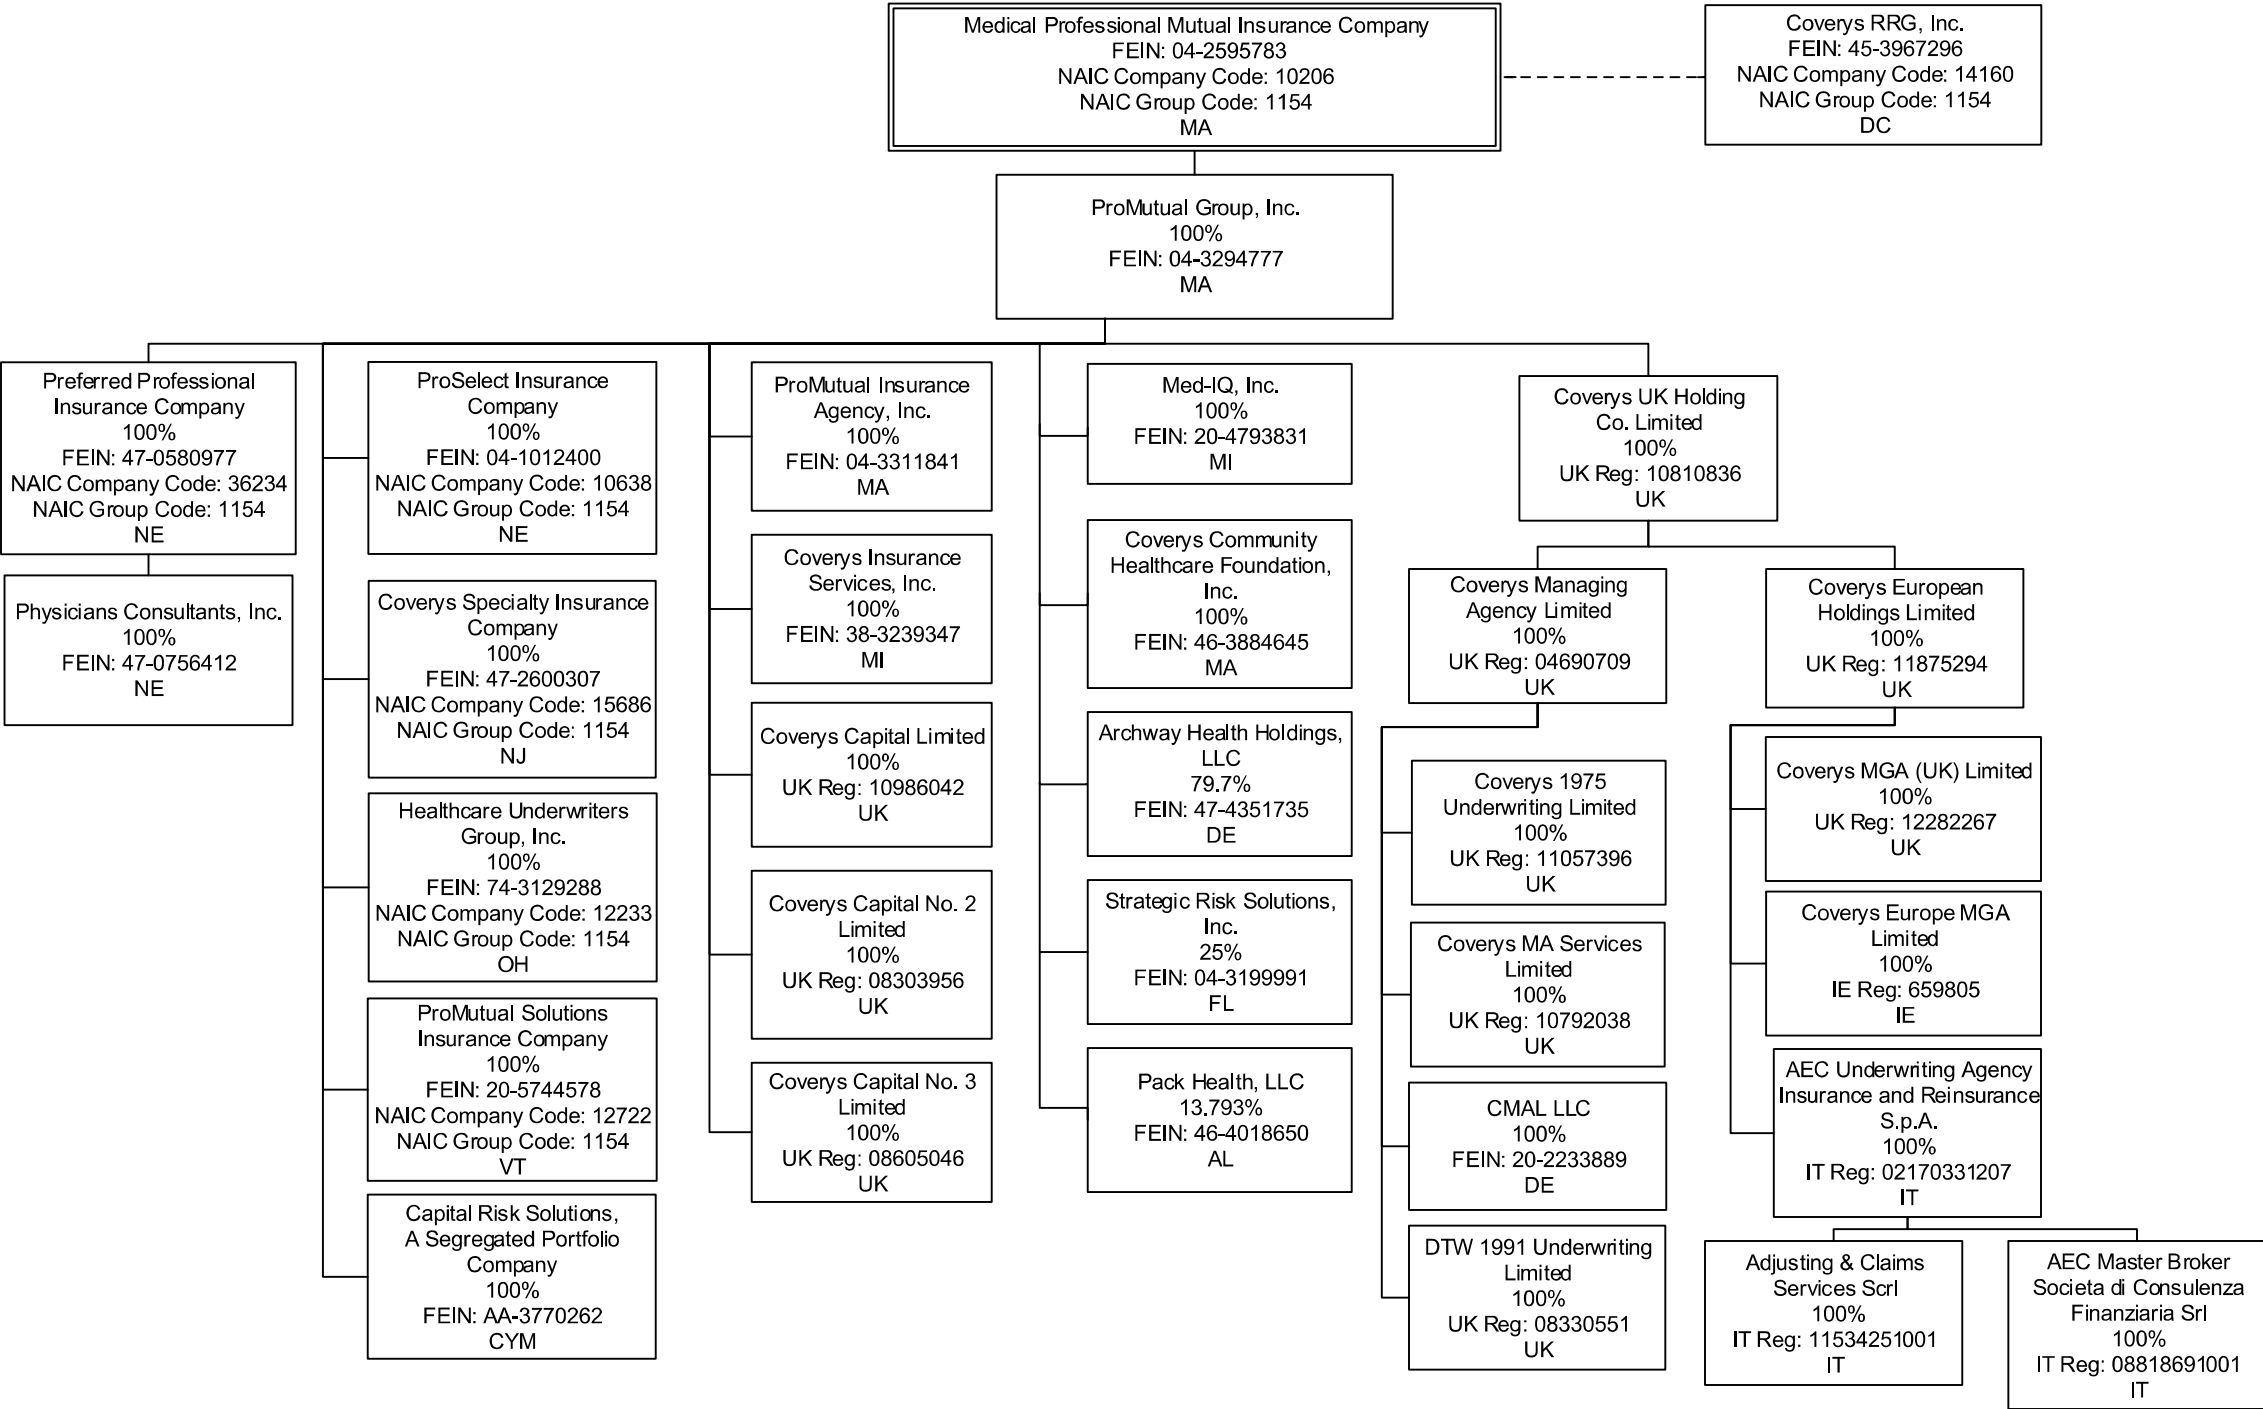 Medical Professional Mutual Insurance Company
FEIN: 04-2595783
NAIC Company Code: 10206
NAIC Group Code: 1154
MA
Coverys RRG, Inc.
FEIN: 45-3967296
NAIC Company Code: 14160
NAIC Group Code: 1154
DC
ProMutual Group, Inc.
100%
FEIN: 04-3294777
MA
Preferred Professional
Insurance Company
100%
FEIN: 47-0580977
NAIC Company Code: 36234
NAIC Group Code: 1154
NE
Physicians Consultants, Inc.
100%
FEIN: 47-0756412
NE
ProSelect Insurance
Company
100%
FEIN: 04-1012400
NAIC Company Code: 10638
NAIC Group Code: 1154
NE
Coverys Specialty Insurance
Company
100%
FEIN: 47-2600307
NAIC Company Code: 15686
NAIC Group Code: 1154
NJ
Healthcare Underwriters
Group, Inc.
100%
FEIN: 74-3129288
NAIC Company Code: 12233
NAIC Group Code: 1154
OH
ProMutual Solutions
Insurance Company
100%
FEIN: 20-5744578
NAIC Company Code: 12722
NAIC Group Code: 1154
VT
Capital Risk Solutions,
A Segregated Portfolio
Company
100%
FEIN: AA-3770262
CYM
ProMutual Insurance
Agency, Inc.
100%
FEIN: 04-3311841
MA
Coverys Insurance
Services, Inc.
100%
FEIN: 38-3239347
MI
Coverys Capital Limited
100%
UK Reg: 10986042
UK
Coverys Capital No. 2
Limited
100%
UK Reg: 08303956
UK
Coverys Capital No. 3
Limited
100%
UK Reg: 08605046
UK
Med-IQ, Inc.
100%
FEIN: 20-4793831
MI
Coverys Community
Healthcare Foundation,
Inc.
100%
FEIN: 46-3884645
MA
Archway Health Holdings,
LLC
79.7%
FEIN: 47-4351735
DE
Strategic Risk Solutions,
Inc.
25%
FEIN: 04-3199991
FL
Pack Health, LLC
13.793%
FEIN: 46-4018650
AL
Coverys UK Holding
Co. Limited
100%
UK Reg: 10810836
UK
Coverys Managing
Agency Limited
100%
UK Reg: 04690709
UK
Coverys 1975
Underwriting Limited
100%
UK Reg: 11057396
UK
Coverys MA Services
Limited
100%
UK Reg: 10792038
UK
CMAL LLC
100%
FEIN: 20-2233889
DE
DTW 1991 Underwriting
Limited
100%
UK Reg: 08330551
UK
Coverys European
Holdings Limited
100%
UK Reg: 11875294
UK
Coverys MGA (UK) Limited
100%
UK Reg: 12282267
UK
Coverys Europe MGA
Limited
100%
IE Reg: 659805
IE
AEC Underwriting Agency
Insurance and Reinsurance
S.p.A.
100%
IT Reg: 02170331207
IT
Adjusting & Claims
Services Scrl
100%
IT Reg: 11534251001
IT
AEC Master Broker
Societa di Consulenza
Finanziaria Srl
100%
IT Reg: 08818691001
IT